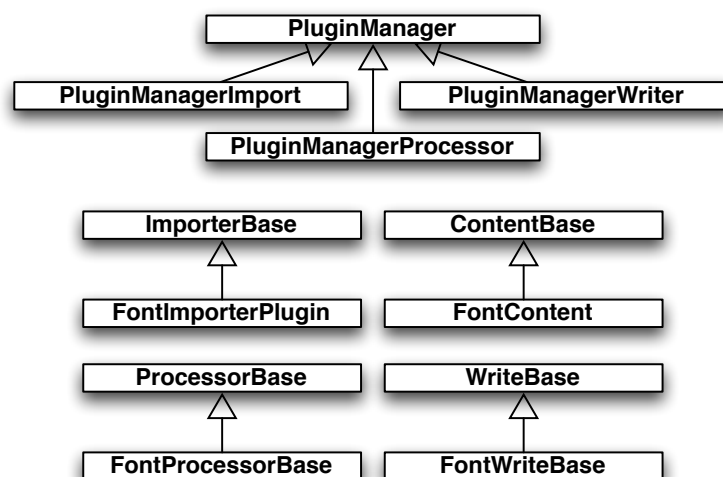 PluginManager
PluginManagerImport
PluginManagerWriter
PluginManagerProcessor
ImporterBase
ContentBase
FontImporterPlugin
FontContent
ProcessorBase
WriteBase
FontProcessorBase
FontWriteBase